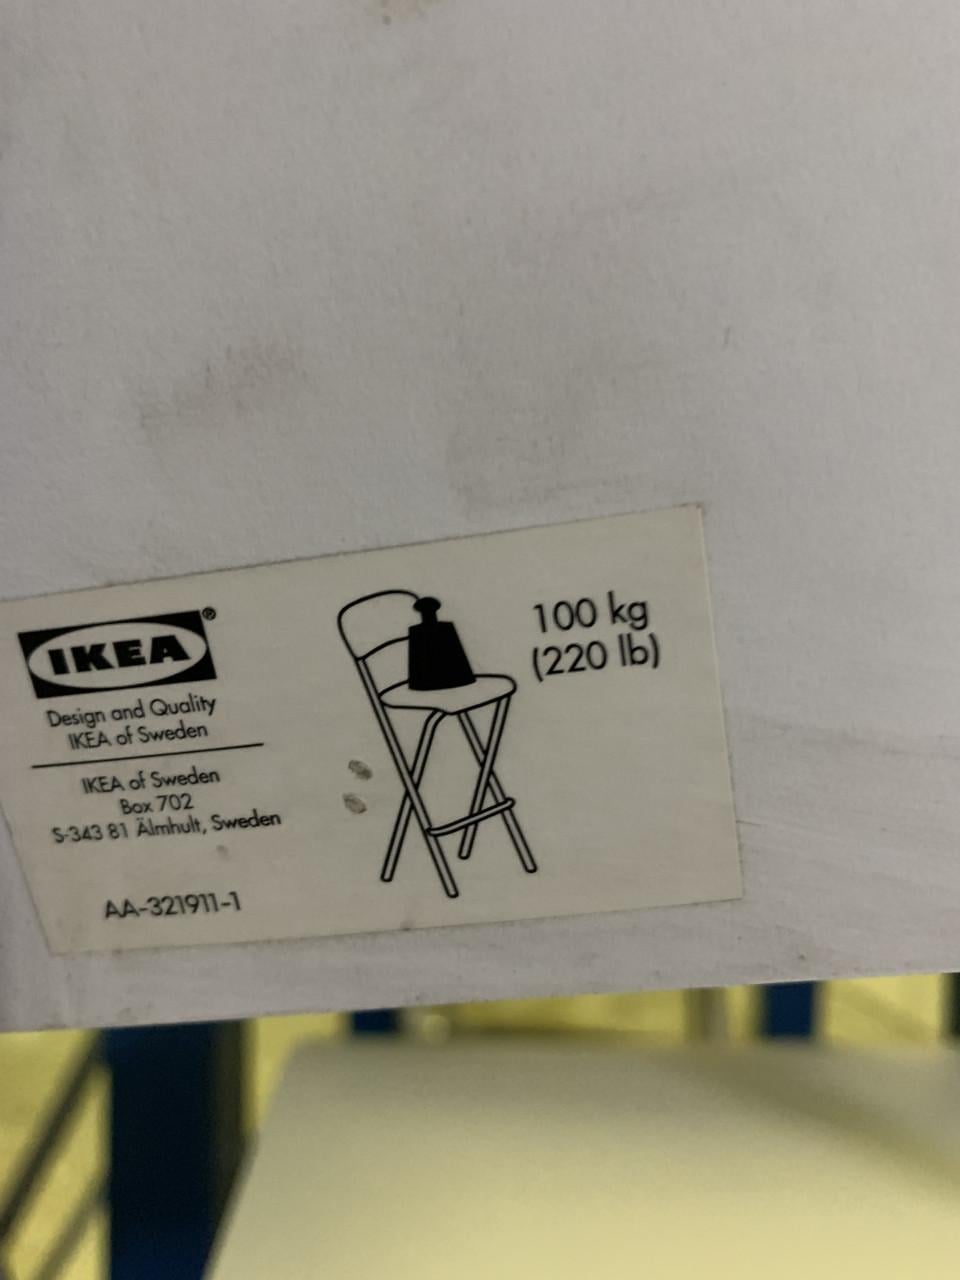 IKEA®
Design and Quality
IKEA of Sweden
IKEA of Sweden
Box 702
S-343 81 Älmhult, Sweden
AA-321911-1
100 kg
(220 lb)